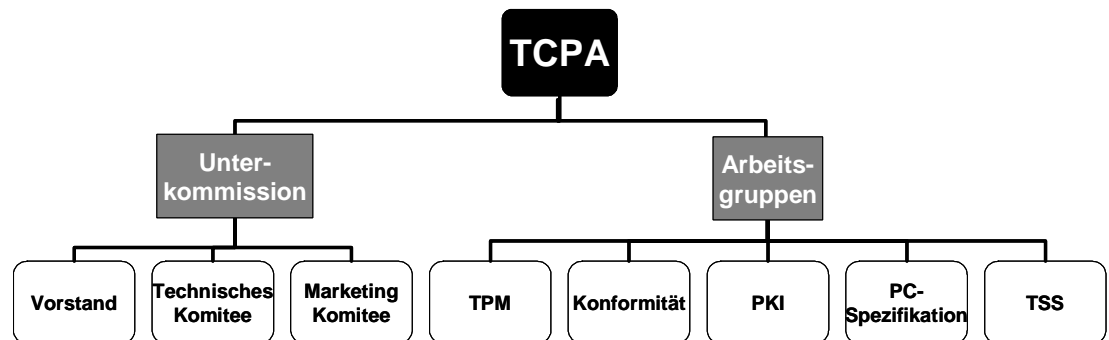 TCPA
Unter-
kommission
Arbeits-
gruppen
Vorstand
Technisches
Komitee
Marketing
Komitee
TPM
Konformität
PKI
PC-
Spezifikation
TSS